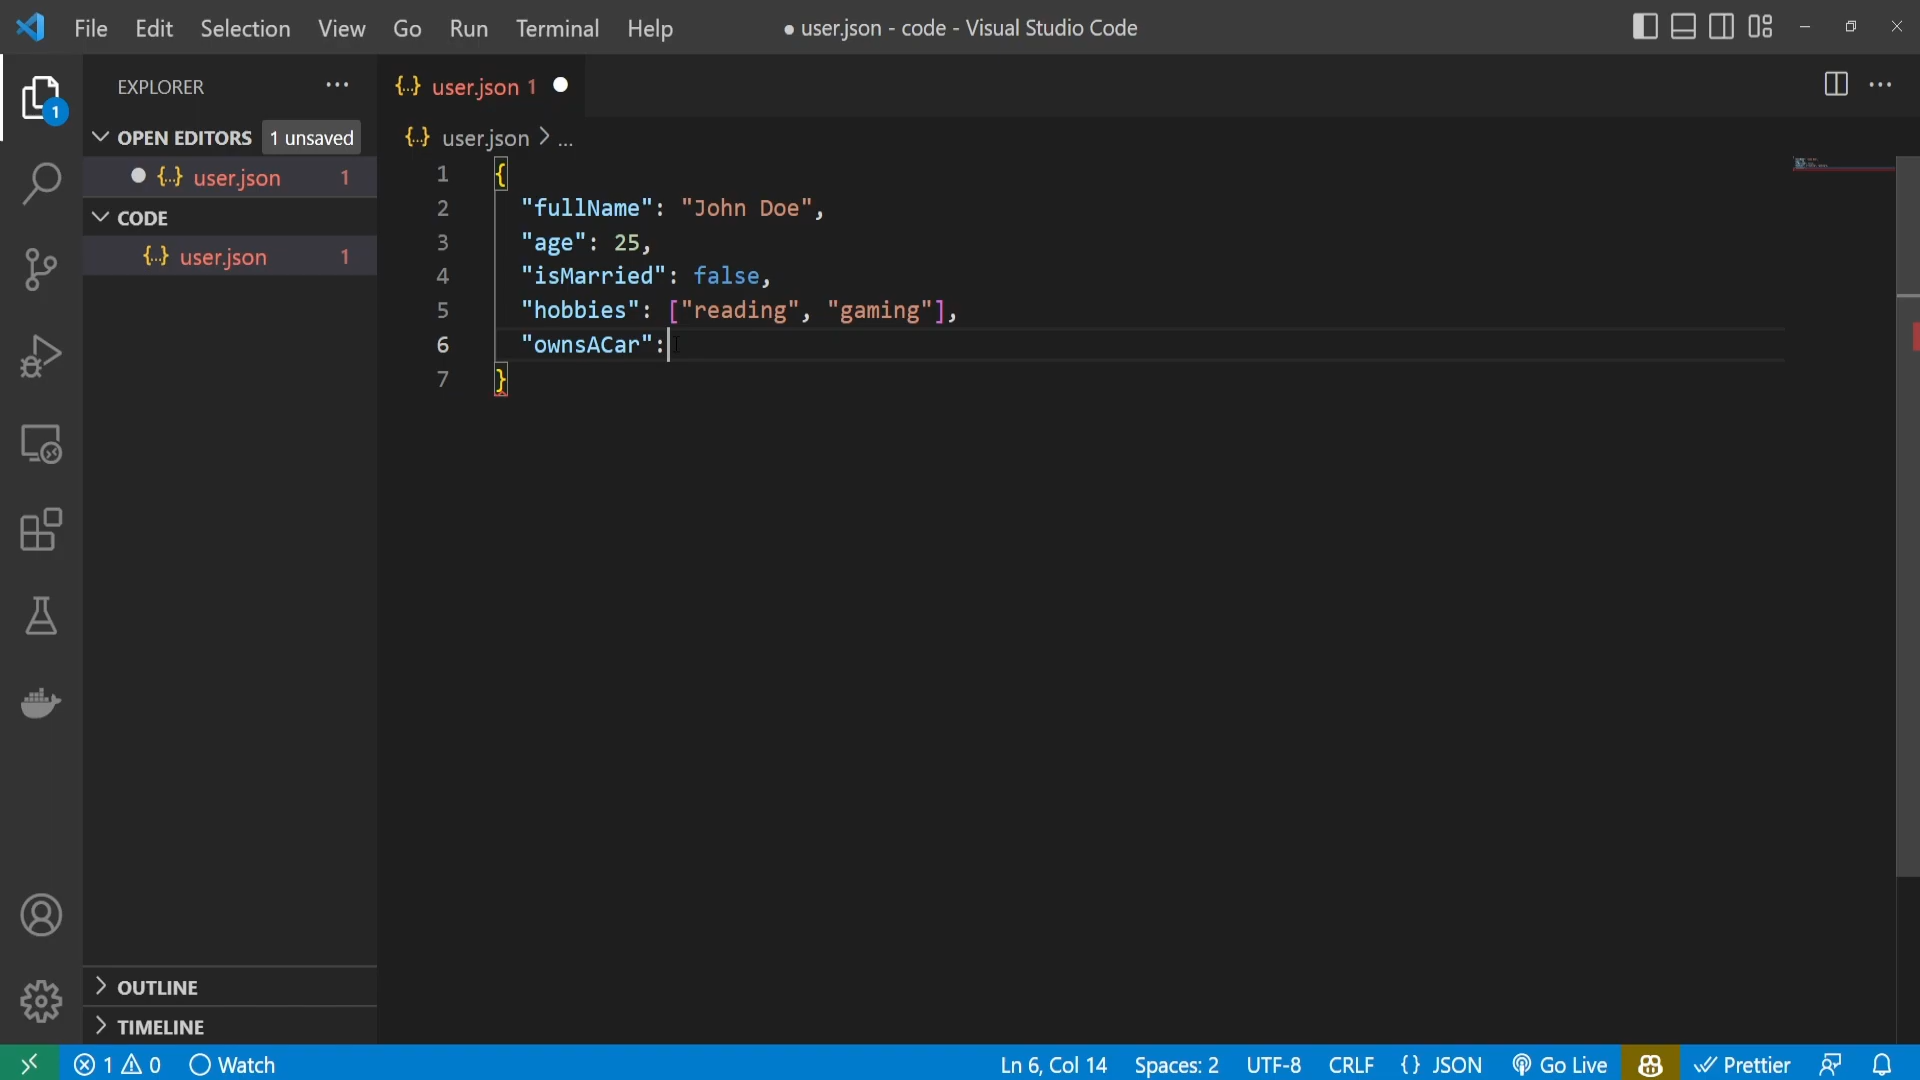 File Edit Selection View Go Run Terminal Help
● user.json - code - Visual Studio Code
EXPLORER
1
OPEN EDITORS 1 unsaved
user.json 1
CODE
user.json 1
OUTLINE
TIMELINE
{..} user.json 1
{..} user.json > ...
1 {
2 "fullName": "John Doe",
3 "age": 25,
4 "isMarried": false,
5 "hobbies": ["reading", "gaming"],
6 "ownsACar":
7 }
1 0 Watch
Ln 6, Col 14 Spaces: 2 UTF-8 CRLF {} JSON Go Live Prettier